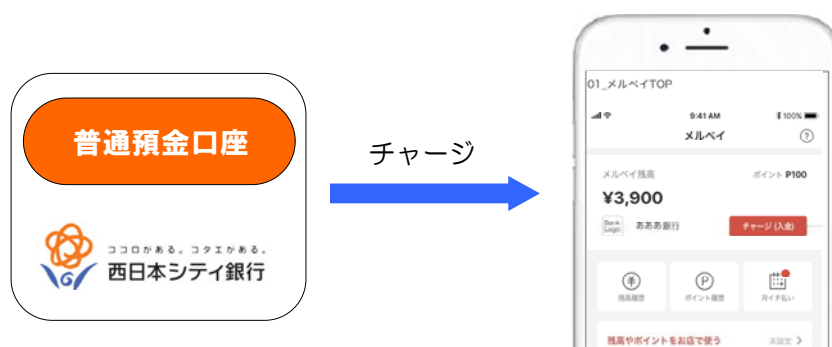 普通預金口座
ココロがある。コタエがある。
西日本シティ銀行
チャージ
01_メルペイTOP
9:41 AM
100%
メルペイ
?
メルペイ残高
ポイント P100
¥3,900
Bank Logo
あああ銀行
チャージ (入金)
残高履歴
ポイント履歴
月イチ払い
残高やポイントをお店で使う
未設定 >